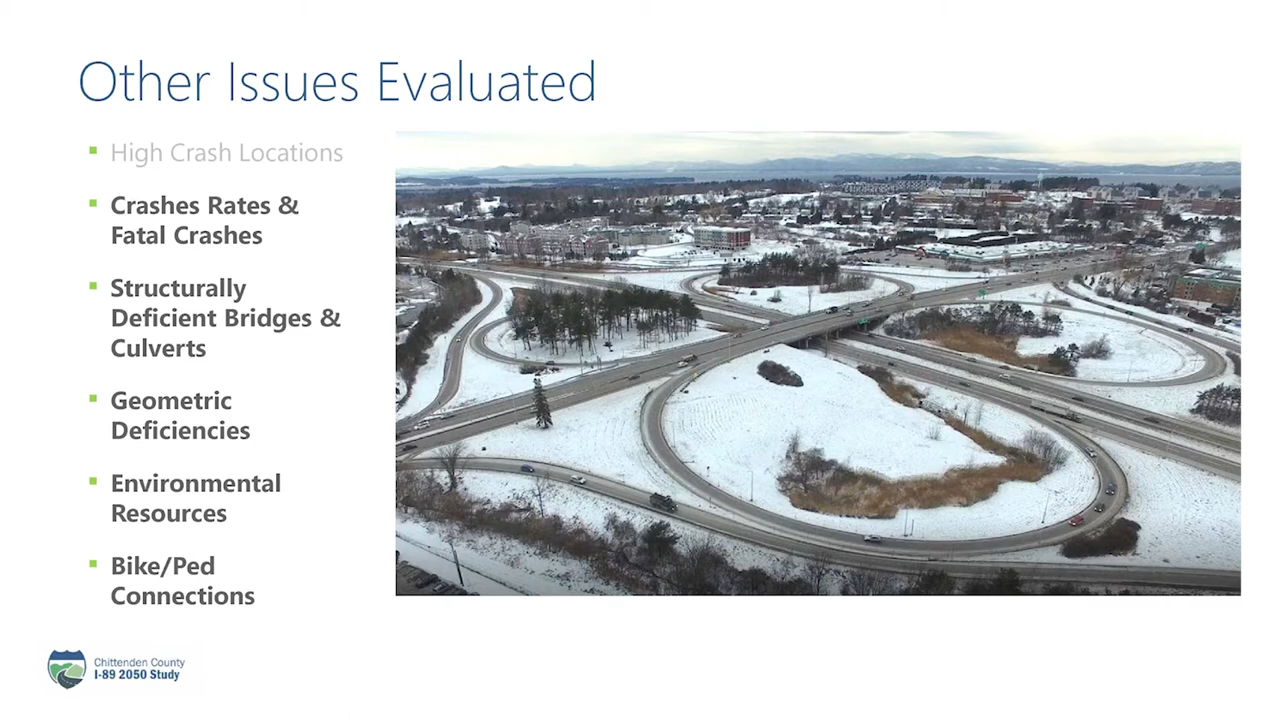 Other Issues Evaluated
High Crash Locations
Crashes Rates &
Fatal Crashes
Structurally
Deficient Bridges &
Culverts
Geometric
Deficiencies
Environmental
Resources
Bike/Ped
Connections
Chittenden County
I-89 2050 Study